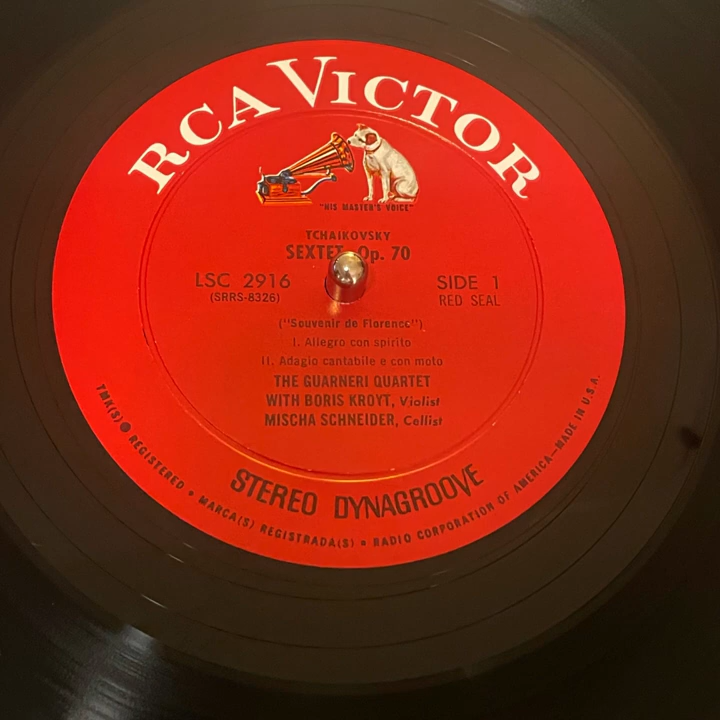 RCA VICTOR
"HIS MASTER'S VOICE"
TCHAIKOVSKY
SEXTET, Op. 70
LSC 2916
(SRRS-8326)
SIDE 1
RED SEAL
("Souvenir de Florence")
I. Allegro con spirito
II. Adagio cantabile e con moto
THE GUARNERI QUARTET
WITH BORIS KROYT, Violist
MISCHA SCHNEIDER, Cellist
STEREO DYNAGROOVE
TMK(S) ® REGISTERED • MARCA(S) REGISTRADA(S) • RADIO CORPORATION OF AMERICA—MADE IN U.S.A.